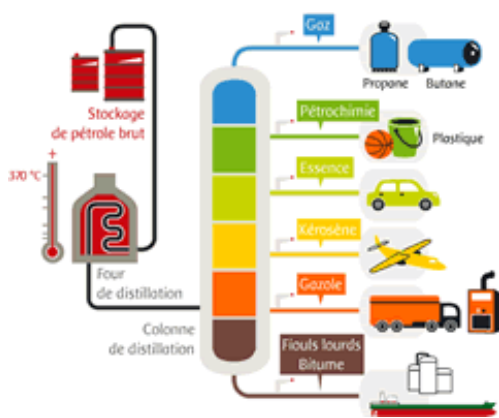 Gaz
Propane
Butane
Stockage
de pétrole brut
Pétrochimie
Plastique
+
370 °C
Essence
Kérosène
Four
de distillation
Gazole
Colonne
de distillation
Fiouls lourds
Bitume